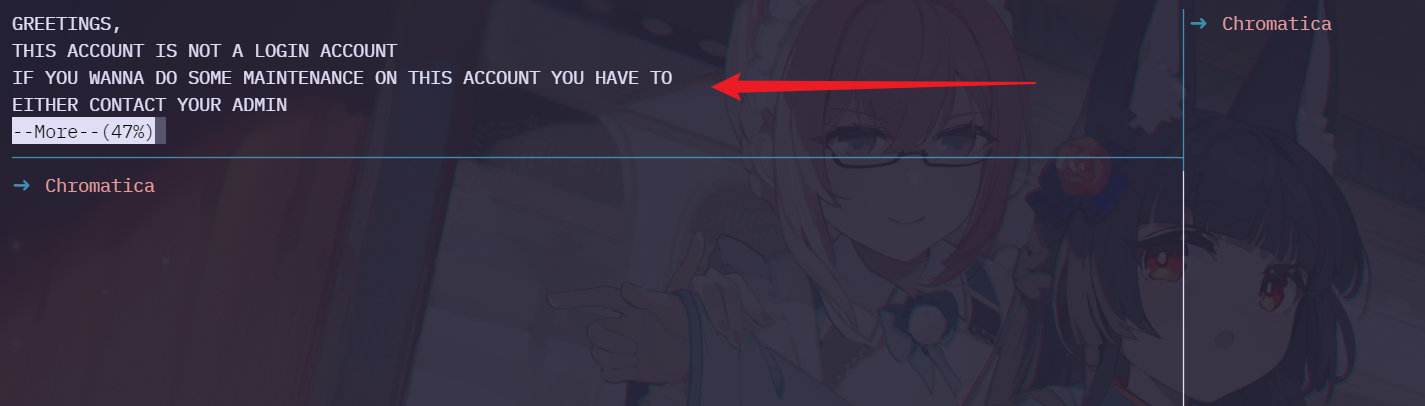 GREETINGS,
THIS ACCOUNT IS NOT A LOGIN ACCOUNT
IF YOU WANNA DO SOME MAINTENANCE ON THIS ACCOUNT YOU HAVE TO
EITHER CONTACT YOUR ADMIN
--More--(47%)
→ Chromatica
→ Chromatica